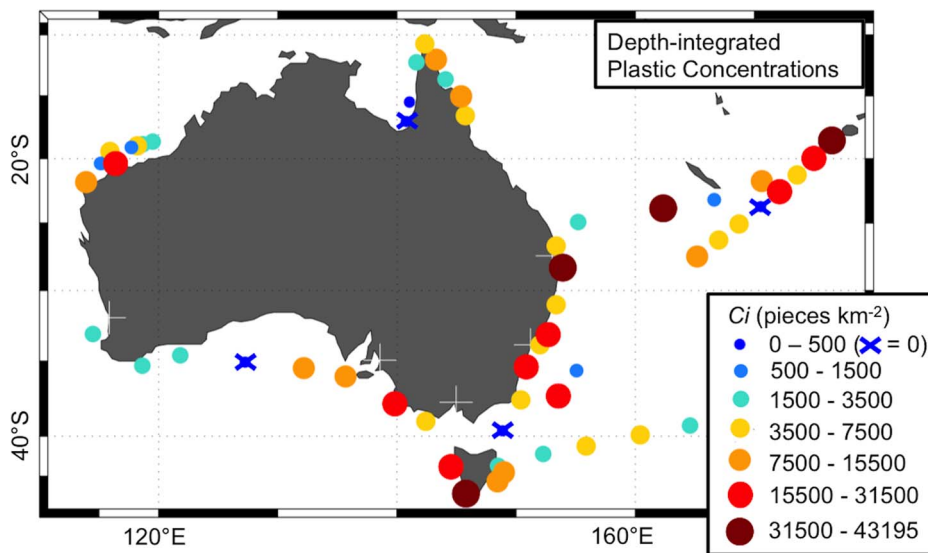 Depth-integrated
Plastic Concentrations
20°S
40°S
120°E
160°E
Ci (pieces km-2)
0 – 500 (✕ = 0)
500 - 1500
1500 - 3500
3500 - 7500
7500 - 15500
15500 - 31500
31500 - 43195